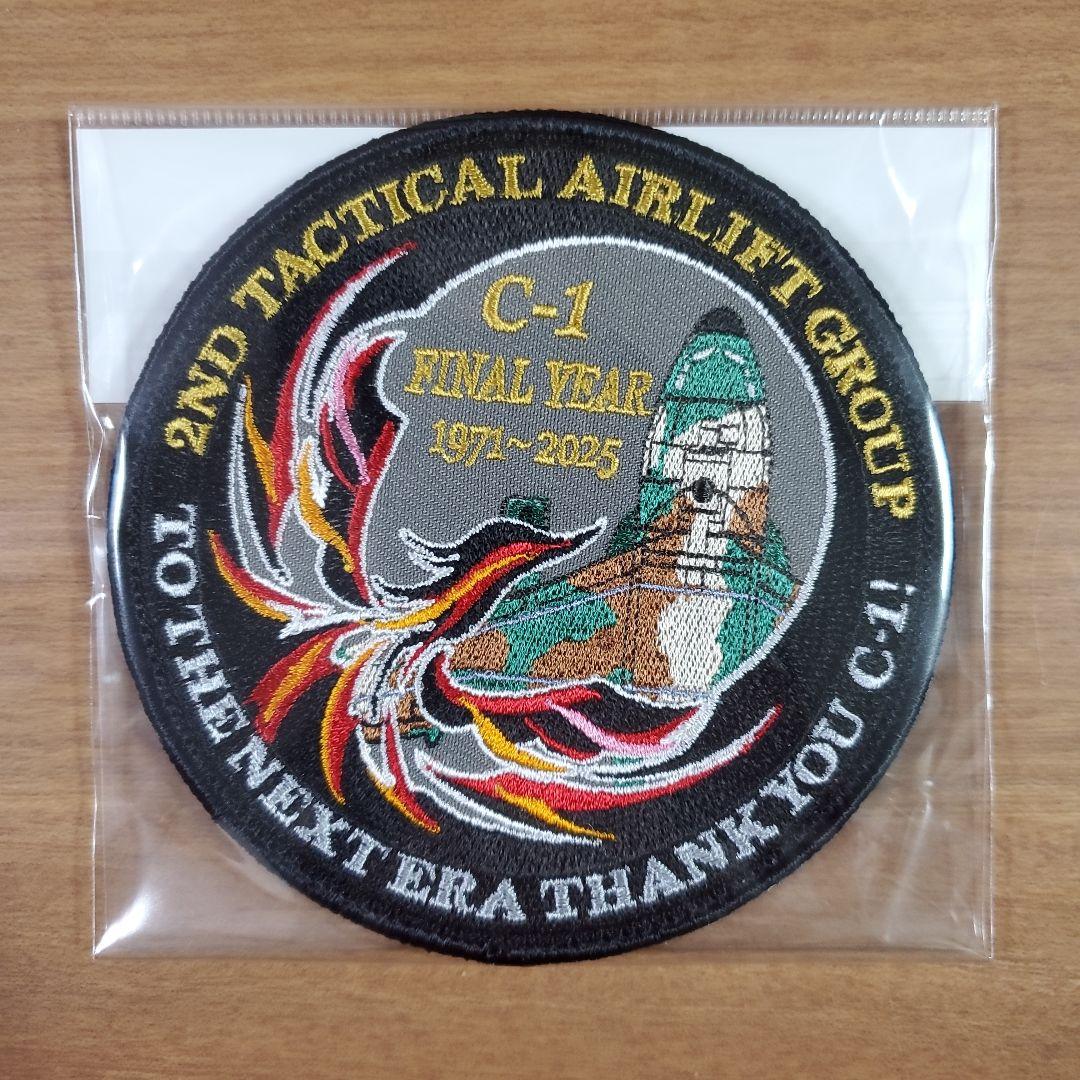 2ND TACTICAL AIRLIFT GROUP
C-1
FINAL YEAR
1971~2025
TO THE NEXT ERA THANK YOU C-1!